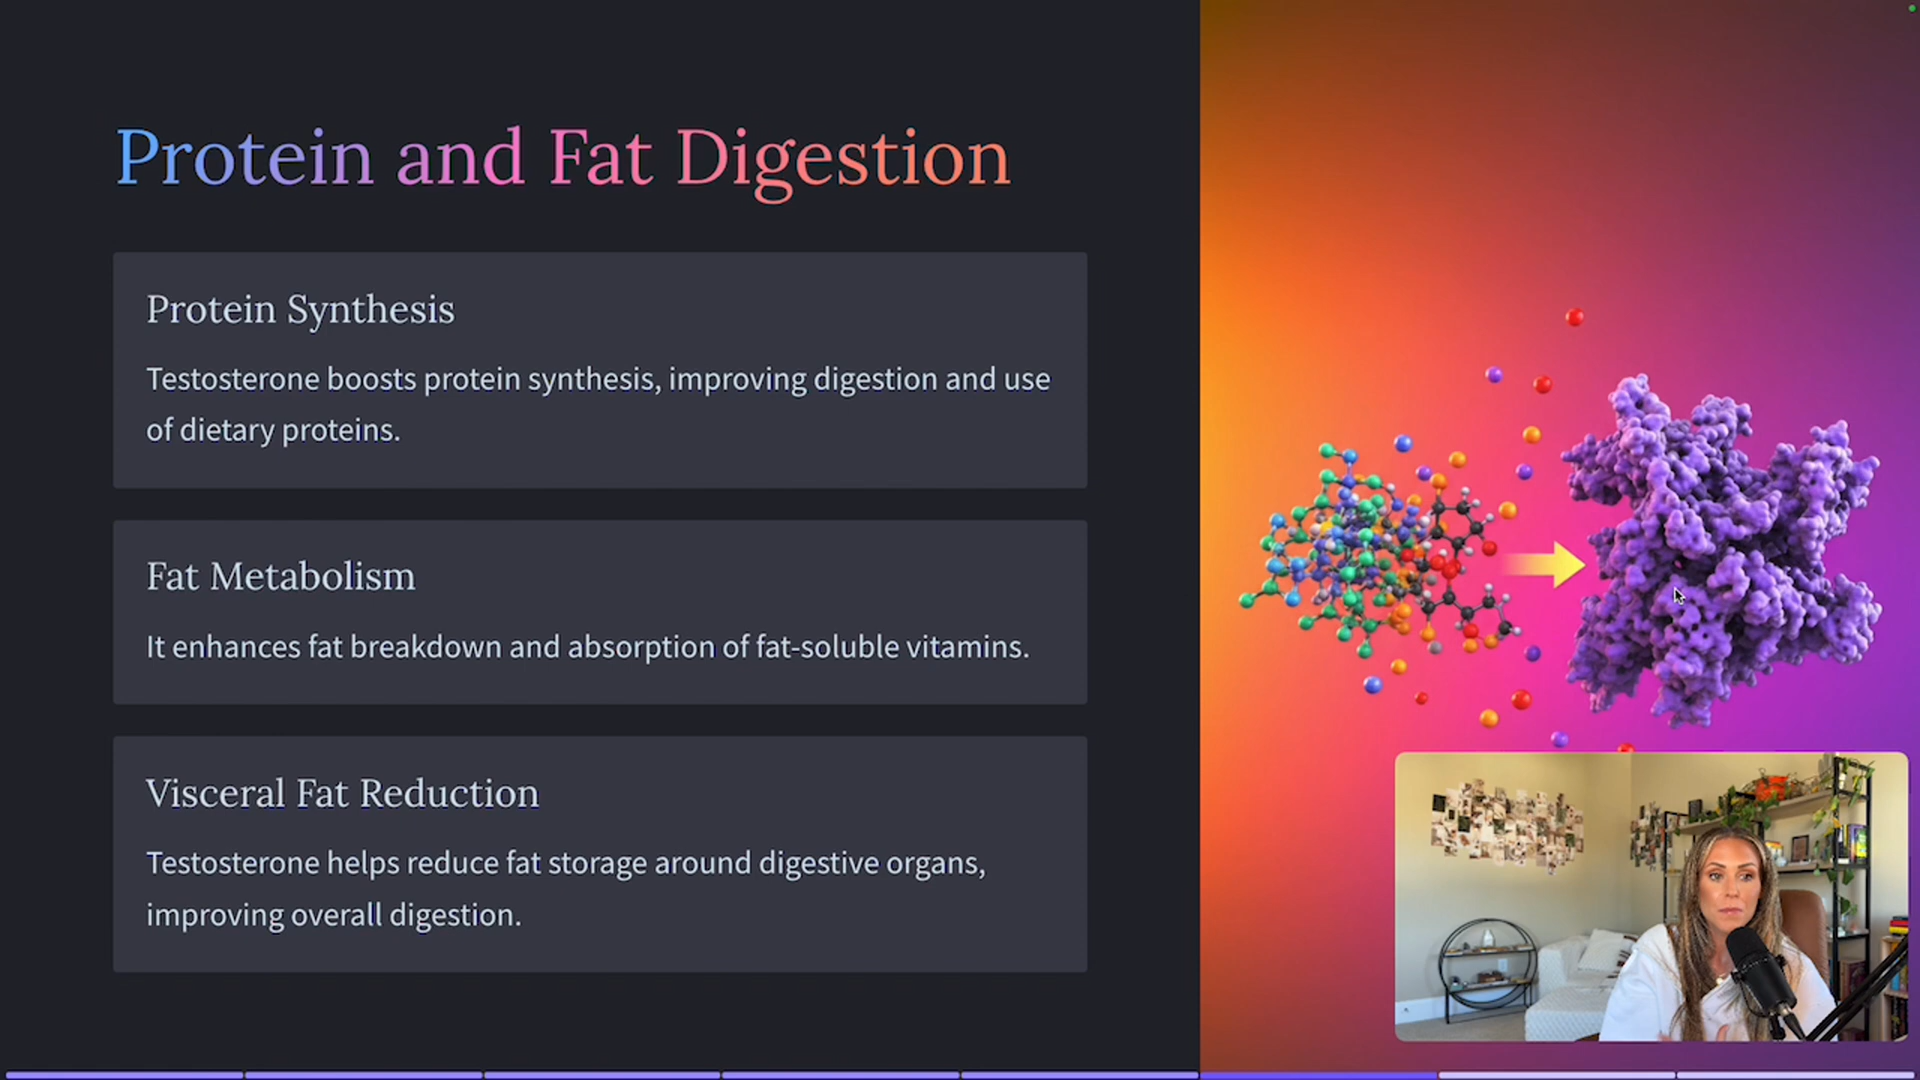 Protein and Fat Digestion
Protein Synthesis
Testosterone boosts protein synthesis, improving digestion and use
of dietary proteins.
Fat Metabolism
It enhances fat breakdown and absorption of fat-soluble vitamins.
Visceral Fat Reduction
Testosterone helps reduce fat storage around digestive organs,
improving overall digestion.